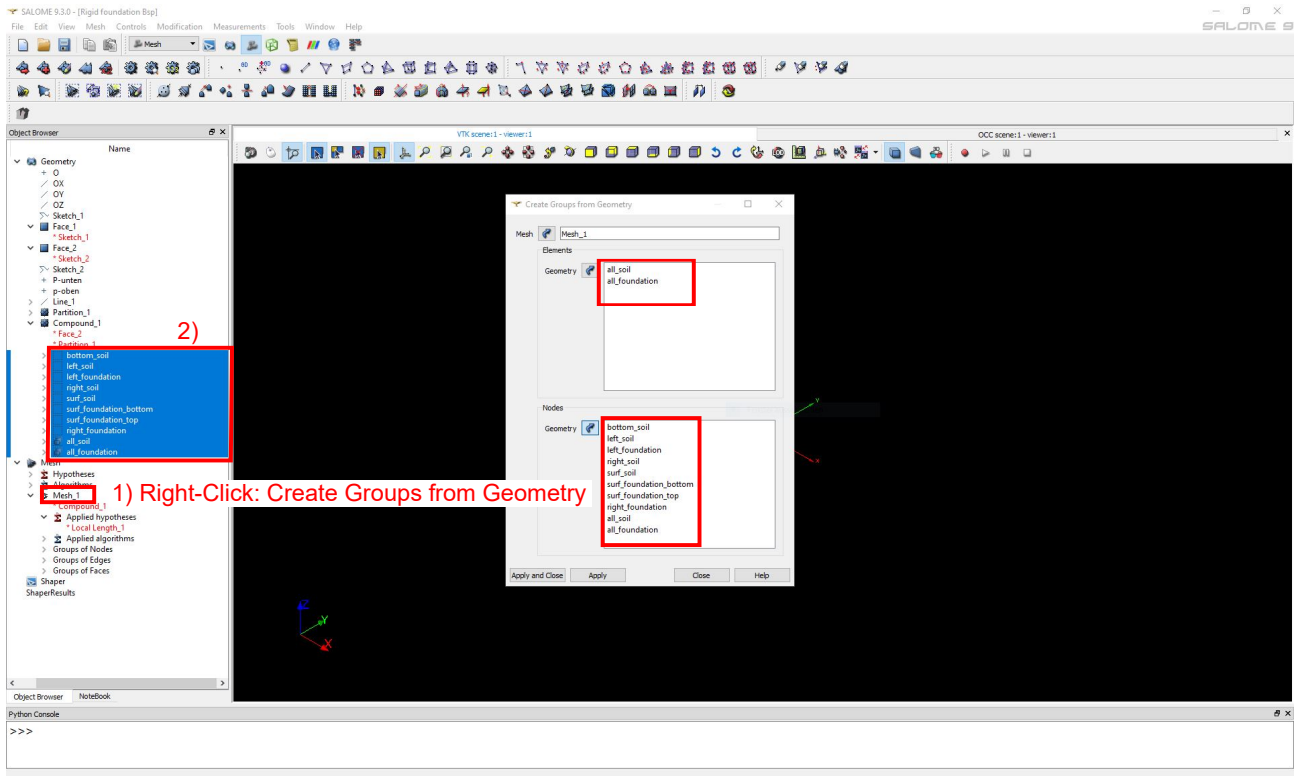 SALOME 9.3.0 - [Rigid foundation Bsp]
File Edit View Mesh Controls Modification Measurements Tools Window Help
SALOME 9
Mesh
Object Browser
VTK scene:1 - viewer:1
OCC scene:1 - viewer:1
Name
Geometry
O
OX
OY
OZ
Sketch_1
Face_1
* Sketch_1
Face_2
* Sketch_2
Sketch_2
P-unten
p-oben
Line_1
Partition_1
Compound_1
* Face_2
* Partition_1
2)
bottom_soil
left_soil
left_foundation
right_soil
surf_soil
surf_foundation_bottom
surf_foundation_top
right_foundation
all_soil
all_foundation
Mesh
Hypotheses
Algorithms
Mesh_1
1) Right-Click: Create Groups from Geometry
* Compound_1
Applied hypotheses
* Local Length_1
Applied algorithms
Groups of Nodes
Groups of Edges
Groups of Faces
Shaper
ShaperResults
Create Groups from Geometry
Mesh
Mesh_1
Elements
Geometry
all_soil
all_foundation
Nodes
Geometry
bottom_soil
left_soil
left_foundation
right_soil
surf_soil
surf_foundation_bottom
surf_foundation_top
right_foundation
all_soil
all_foundation
Apply and Close
Apply
Close
Help
Y
X
Z
Y
X
Object Browser
NoteBook
Python Console
>>>